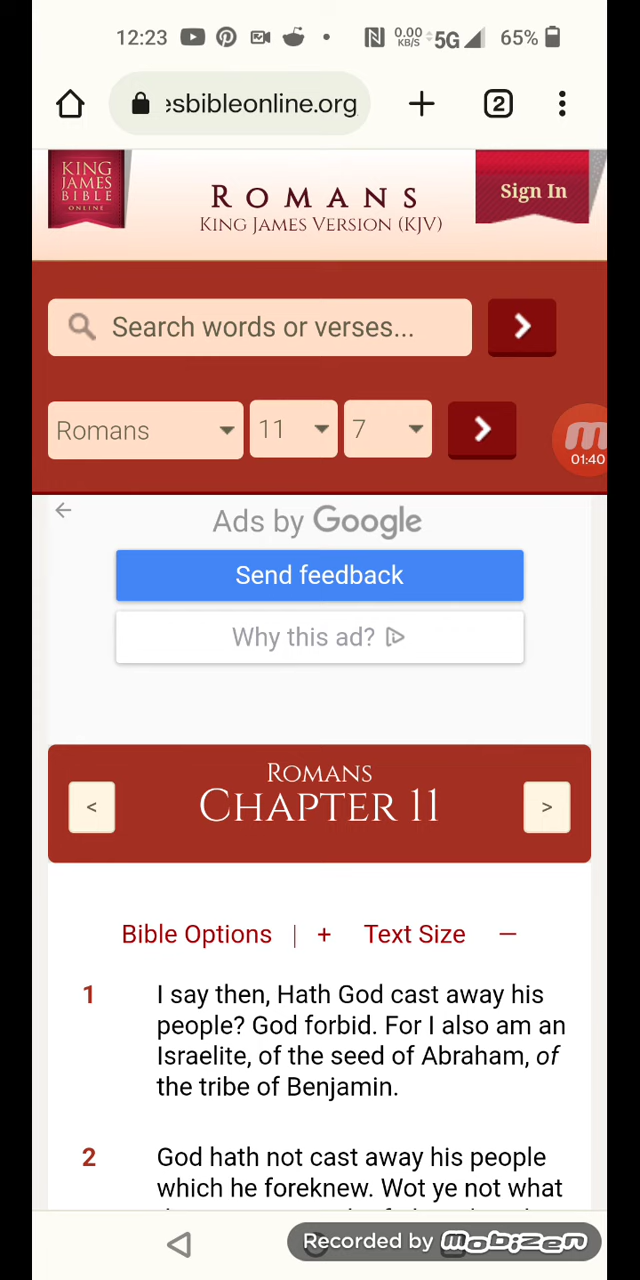 12:23 0.00 KB/S 5G 65%
esbibleonline.org + 2
KING
JAMES
BIBLE
ONLINE
ROMANS
KING JAMES VERSION (KJV)
Sign In
Search words or verses...
Romans 11 7
01:40
Ads by Google
Send feedback
Why this ad?
ROMANS
CHAPTER 11
< >
Bible Options | + Text Size —
1 I say then, Hath God cast away his
people? God forbid. For I also am an
Israelite, of the seed of Abraham, of
the tribe of Benjamin.
2 God hath not cast away his people
which he foreknew. Wot ye not what
Recorded by mobizen